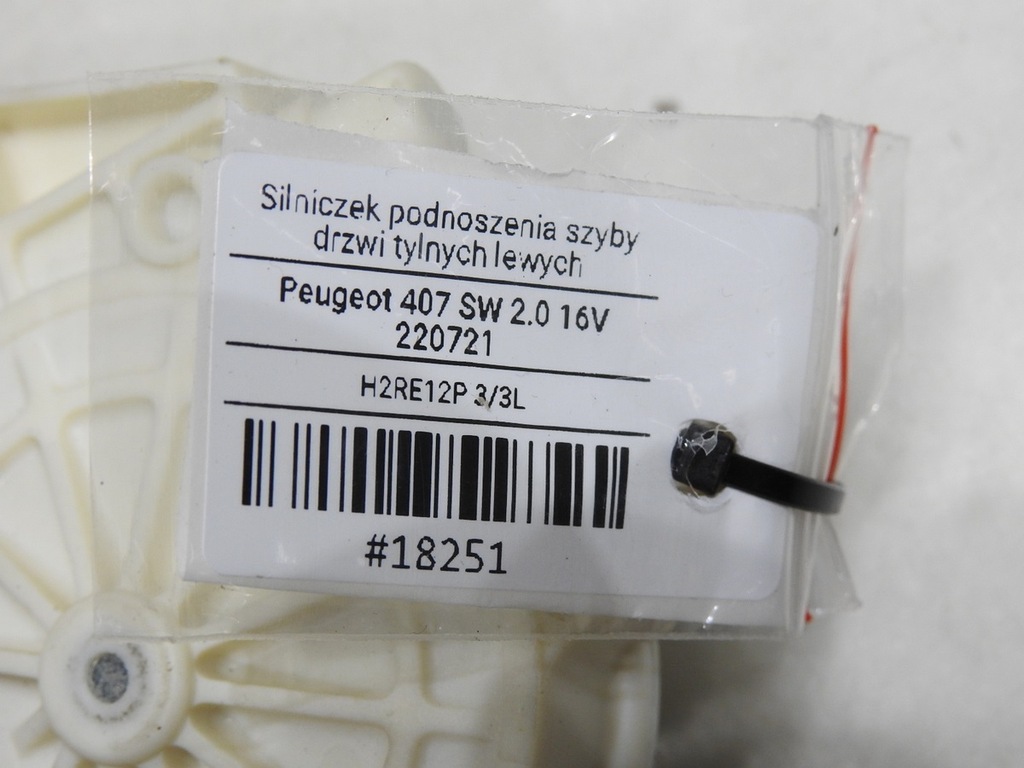 Silniczek podnoszenia szyby
drzwi tylnych lewych
Peugeot 407 SW 2.0 16V
220721
H2RE12P 3/3L
#18251